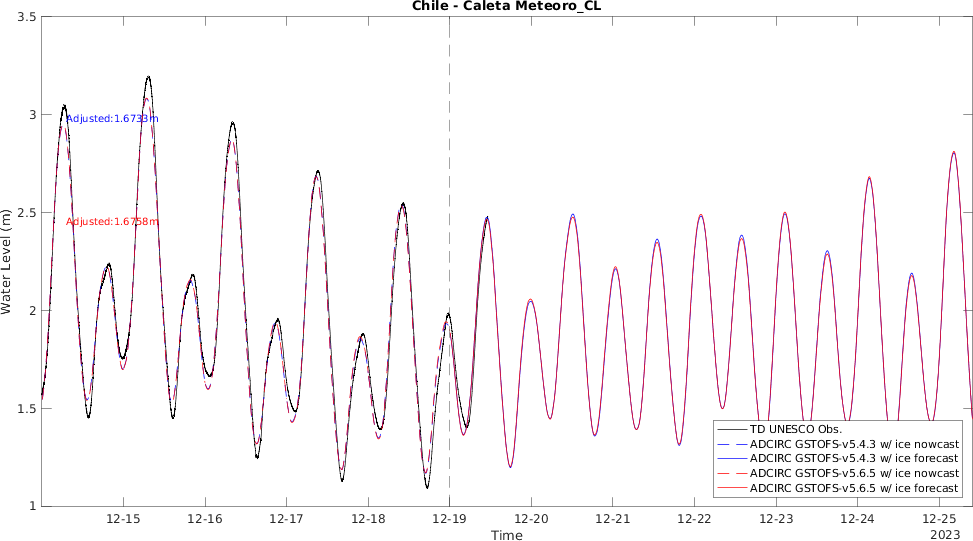 Chile - Caleta Meteoro_CL
3.5
3
2.5
2
1.5
1
Water Level (m)
Adjusted:1.6733m
Adjusted:1.6758m
TD UNESCO Obs.
ADCIRC GSTOFS-v5.4.3 w/ ice nowcast
ADCIRC GSTOFS-v5.4.3 w/ ice forecast
ADCIRC GSTOFS-v5.6.5 w/ ice nowcast
ADCIRC GSTOFS-v5.6.5 w/ ice forecast
12-15 12-16 12-17 12-18 12-19 12-20 12-21 12-22 12-23 12-24 12-25
Time
2023